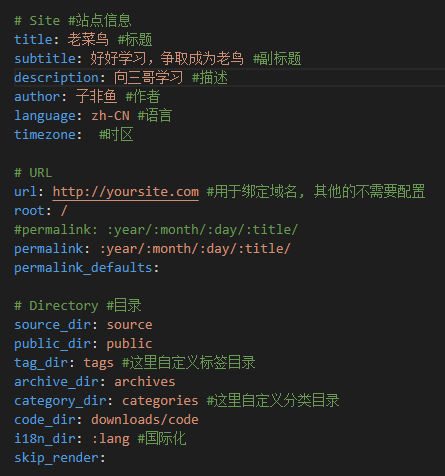 # Site #站点信息
title: 老菜鸟 #标题
subtitle: 好好学习，争取成为老鸟 #副标题
description: 向三哥学习 #描述
author: 子非鱼 #作者
language: zh-CN #语言
timezone:  #时区
# URL
url: http://yoursite.com #用于绑定域名, 其他的不需要配置
root: /
#permalink: :year/:month/:day/:title/
permalink: :year/:month/:day/:title/
permalink_defaults:
# Directory #目录
source_dir: source
public_dir: public
tag_dir: tags #这里自定义标签目录
archive_dir: archives
category_dir: categories #这里自定义分类目录
code_dir: downloads/code
i18n_dir: :lang #国际化
skip_render: